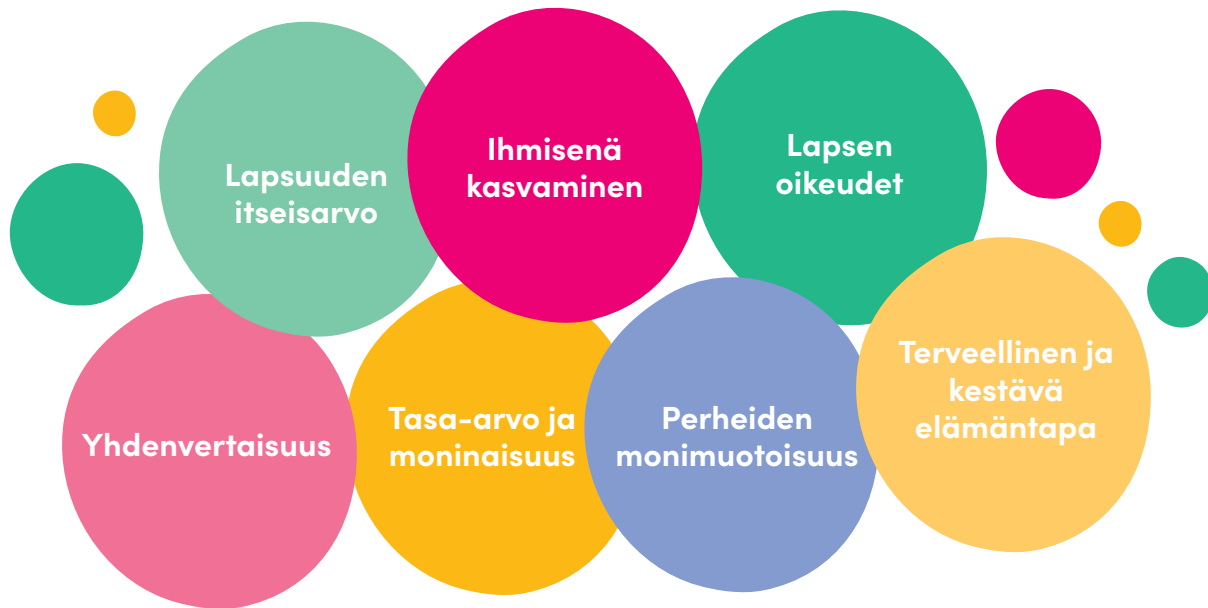 Lapsuuden
itseisarvo
Ihmisenä
kasvaminen
Lapsen
oikeudet
Yhdenvertaisuus
Tasa-arvo ja
moninaisuus
Perheiden
monimuotoisuus
Terveellinen ja
kestävä
elämäntapa